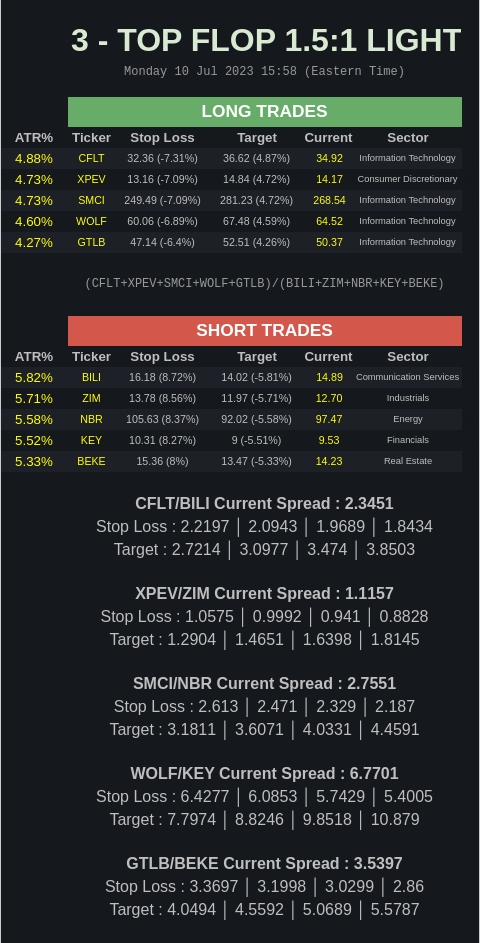 3 - TOP FLOP 1.5:1 LIGHT
Monday 10 Jul 2023 15:58 (Eastern Time)
LONG TRADES
ATR% Ticker Stop Loss Target Current Sector
4.88% CFLT 32.36 (-7.31%) 36.62 (4.87%) 34.92 Information Technology
4.73% XPEV 13.16 (-7.09%) 14.84 (4.72%) 14.17 Consumer Discretionary
4.73% SMCI 249.49 (-7.09%) 281.23 (4.72%) 268.54 Information Technology
4.60% WOLF 60.06 (-6.89%) 67.48 (4.59%) 64.52 Information Technology
4.27% GTLB 47.14 (-6.4%) 52.51 (4.26%) 50.37 Information Technology
(CFLT+XPEV+SMCI+WOLF+GTLB)/(BILI+ZIM+NBR+KEY+BEKE)
SHORT TRADES
ATR% Ticker Stop Loss Target Current Sector
5.82% BILI 16.18 (8.72%) 14.02 (-5.81%) 14.89 Communication Services
5.71% ZIM 13.78 (8.56%) 11.97 (-5.71%) 12.70 Industrials
5.58% NBR 105.63 (8.37%) 92.02 (-5.58%) 97.47 Energy
5.52% KEY 10.31 (8.27%) 9 (-5.51%) 9.53 Financials
5.33% BEKE 15.36 (8%) 13.47 (-5.33%) 14.23 Real Estate
CFLT/BILI Current Spread : 2.3451
Stop Loss : 2.2197 │ 2.0943 │ 1.9689 │ 1.8434
Target : 2.7214 │ 3.0977 │ 3.474 │ 3.8503
XPEV/ZIM Current Spread : 1.1157
Stop Loss : 1.0575 │ 0.9992 │ 0.941 │ 0.8828
Target : 1.2904 │ 1.4651 │ 1.6398 │ 1.8145
SMCI/NBR Current Spread : 2.7551
Stop Loss : 2.613 │ 2.471 │ 2.329 │ 2.187
Target : 3.1811 │ 3.6071 │ 4.0331 │ 4.4591
WOLF/KEY Current Spread : 6.7701
Stop Loss : 6.4277 │ 6.0853 │ 5.7429 │ 5.4005
Target : 7.7974 │ 8.8246 │ 9.8518 │ 10.879
GTLB/BEKE Current Spread : 3.5397
Stop Loss : 3.3697 │ 3.1998 │ 3.0299 │ 2.86
Target : 4.0494 │ 4.5592 │ 5.0689 │ 5.5787